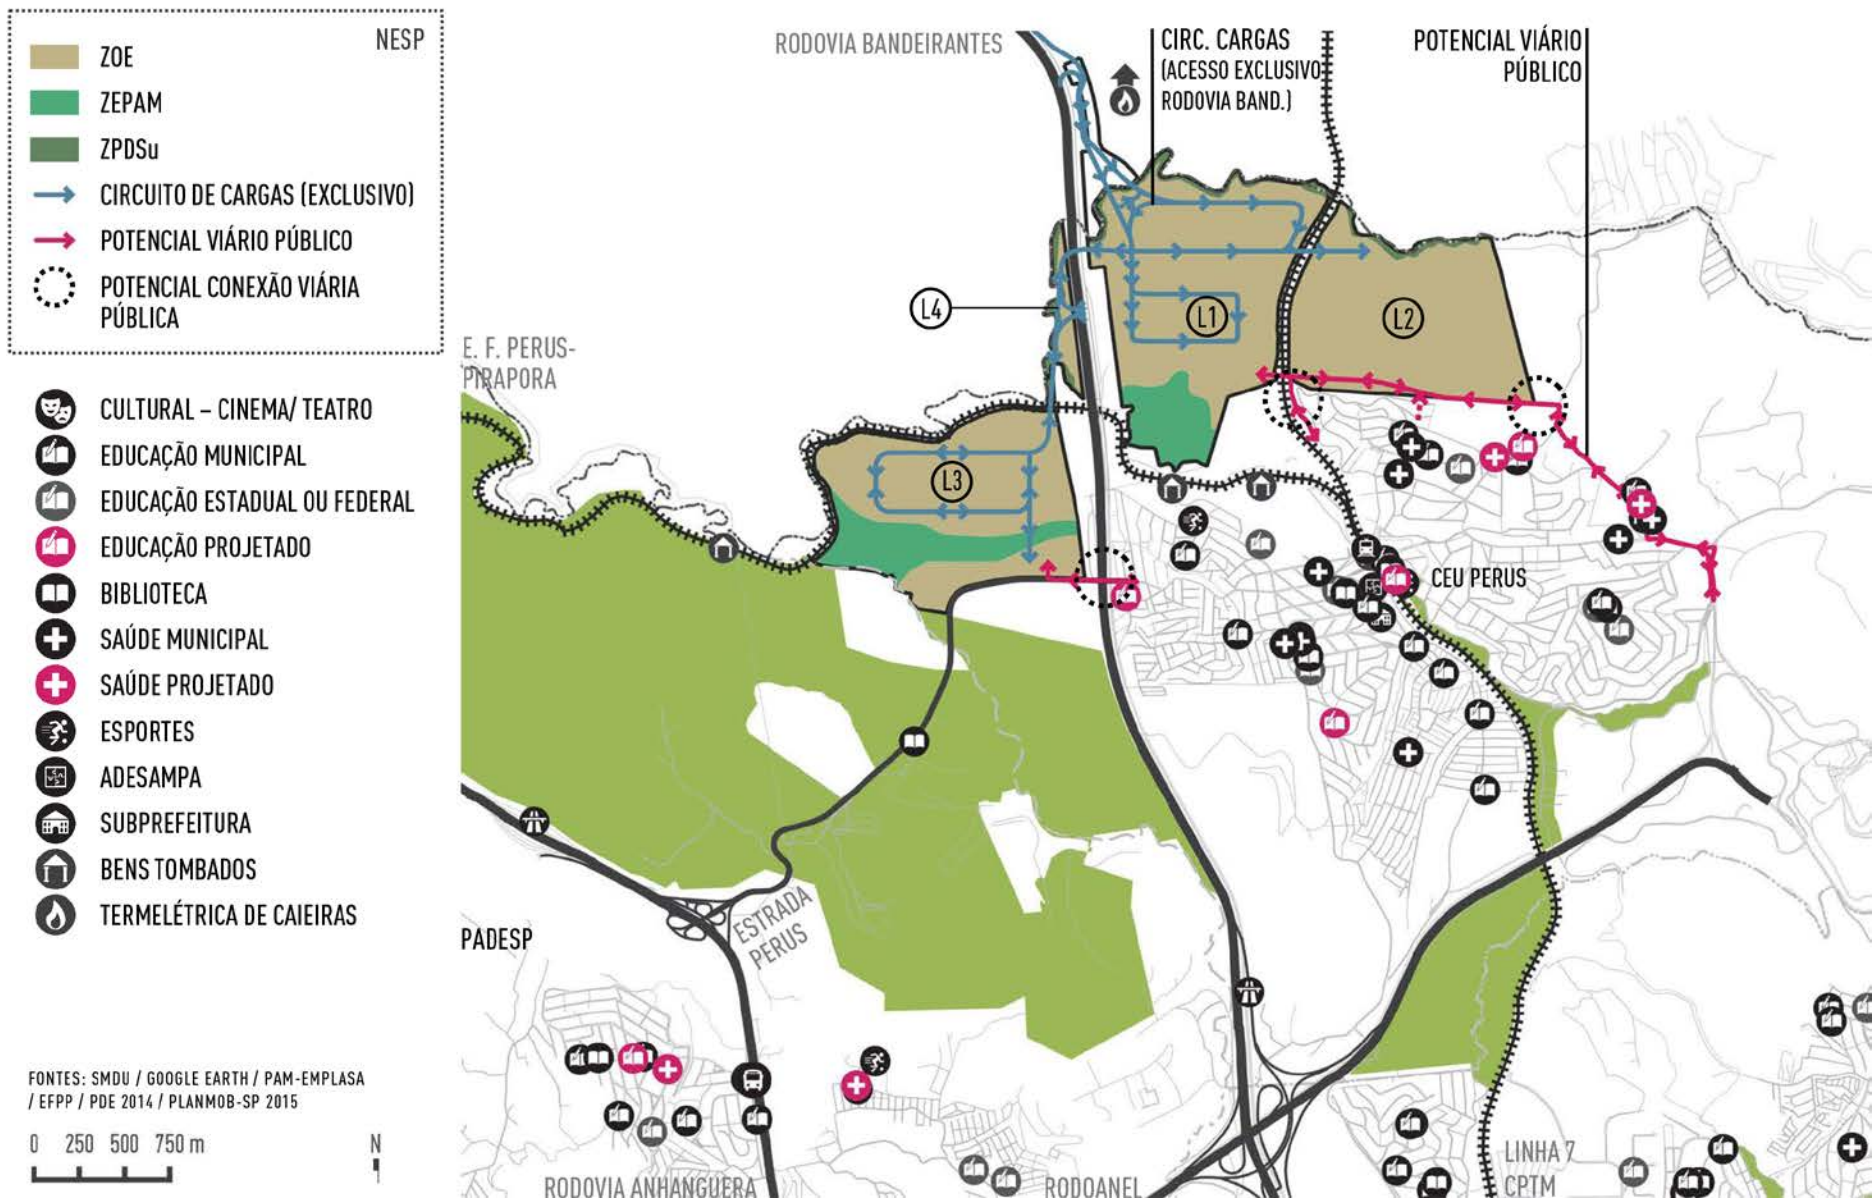 NESP
ZOE
ZEPAM
ZPDSu
CIRCUITO DE CARGAS (EXCLUSIVO)
POTENCIAL VIÁRIO PÚBLICO
POTENCIAL CONEXÃO VIÁRIA
PÚBLICA
CULTURAL – CINEMA/ TEATRO
EDUCAÇÃO MUNICIPAL
EDUCAÇÃO ESTADUAL OU FEDERAL
EDUCAÇÃO PROJETADO
BIBLIOTECA
SAÚDE MUNICIPAL
SAÚDE PROJETADO
ESPORTES
ADESAMPA
SUBPREFEITURA
BENS TOMBADOS
TERMELÉTRICA DE CAIEIRAS
FONTES: SMDU / GOOGLE EARTH / PAM-EMPLASA
/ EFPP / PDE 2014 / PLANMOB-SP 2015
0 250 500 750 m
N
RODOVIA BANDEIRANTES
CIRC. CARGAS
(ACESSO EXCLUSIVO
RODOVIA BAND.)
POTENCIAL VIÁRIO
PÚBLICO
L4
L1
L2
E. F. PERUS-
PIRAPORA
L3
CEU PERUS
ESTRADA
PERUS
PADESP
RODOVIA ANHANGUERA
RODOANEL
LINHA 7
CPTM